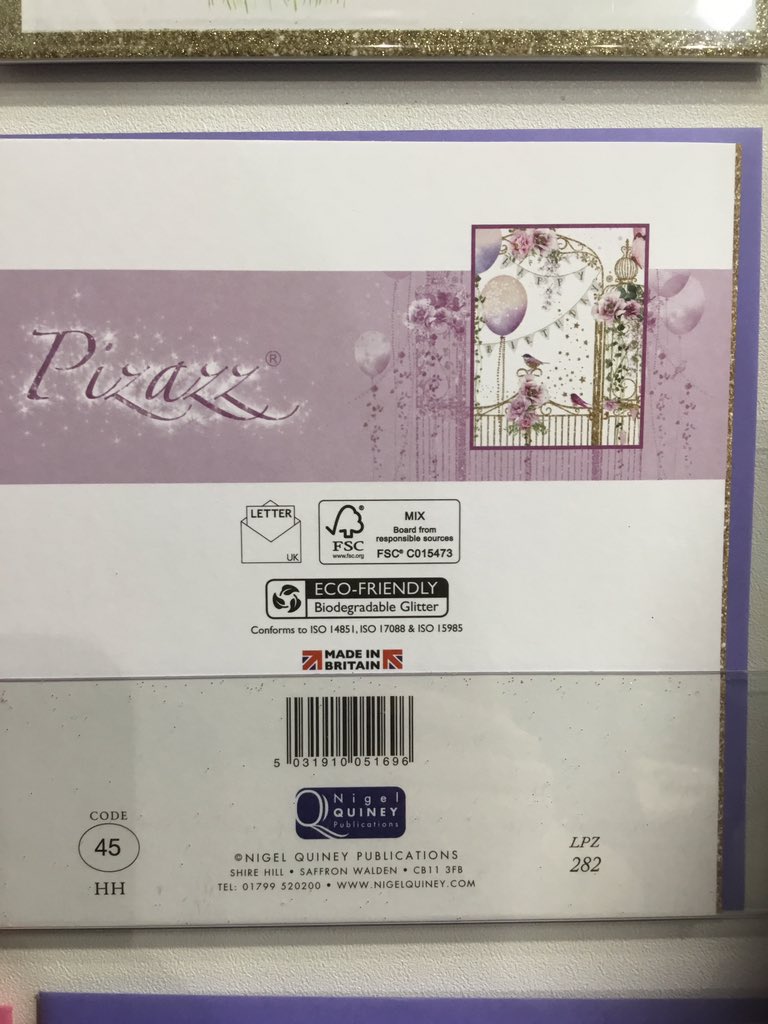 Pizazz®
LETTER
UK
FSC®
www.fsc.org
MIX
Board from
responsible sources
FSC® C015473
ECO-FRIENDLY
Biodegradable Glitter
Conforms to ISO 14851, ISO 17088 & ISO 15985
MADE IN
BRITAIN
5 031910 051696
Nigel
QUINEY
Publications
CODE
45
HH
©NIGEL QUINEY PUBLICATIONS
SHIRE HILL • SAFFRON WALDEN • CB11 3FB
TEL: 01799 520200 • WWW.NIGELQUINEY.COM
LPZ
282